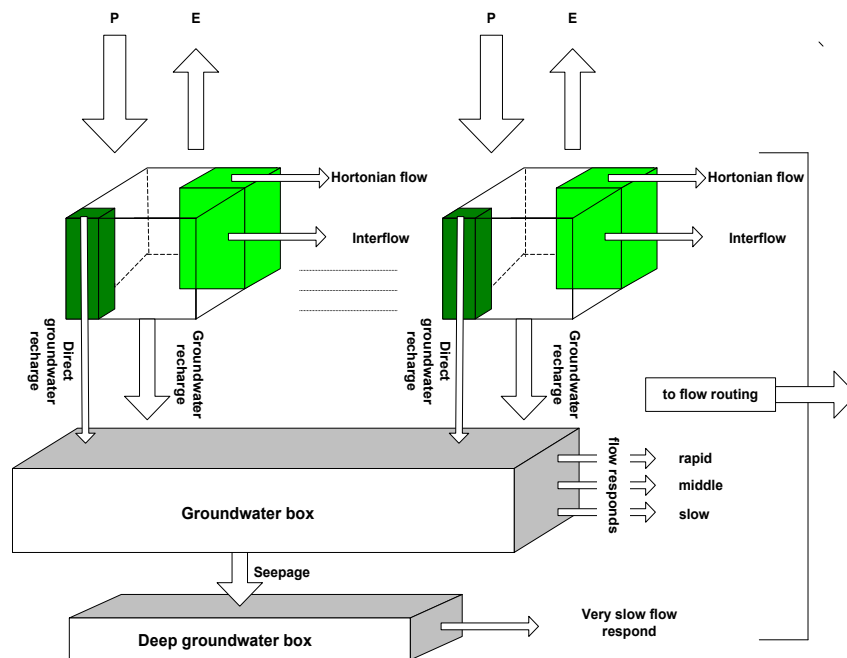 P
E
P
E
Hortonian flow
Hortonian flow
Interflow
Interflow
Direct
groundwater
recharge
Groundwater
recharge
Direct
groundwater
recharge
Groundwater
recharge
to flow routing
flow responds
rapid
middle
slow
Groundwater box
Seepage
Very slow flow
respond
Deep groundwater box